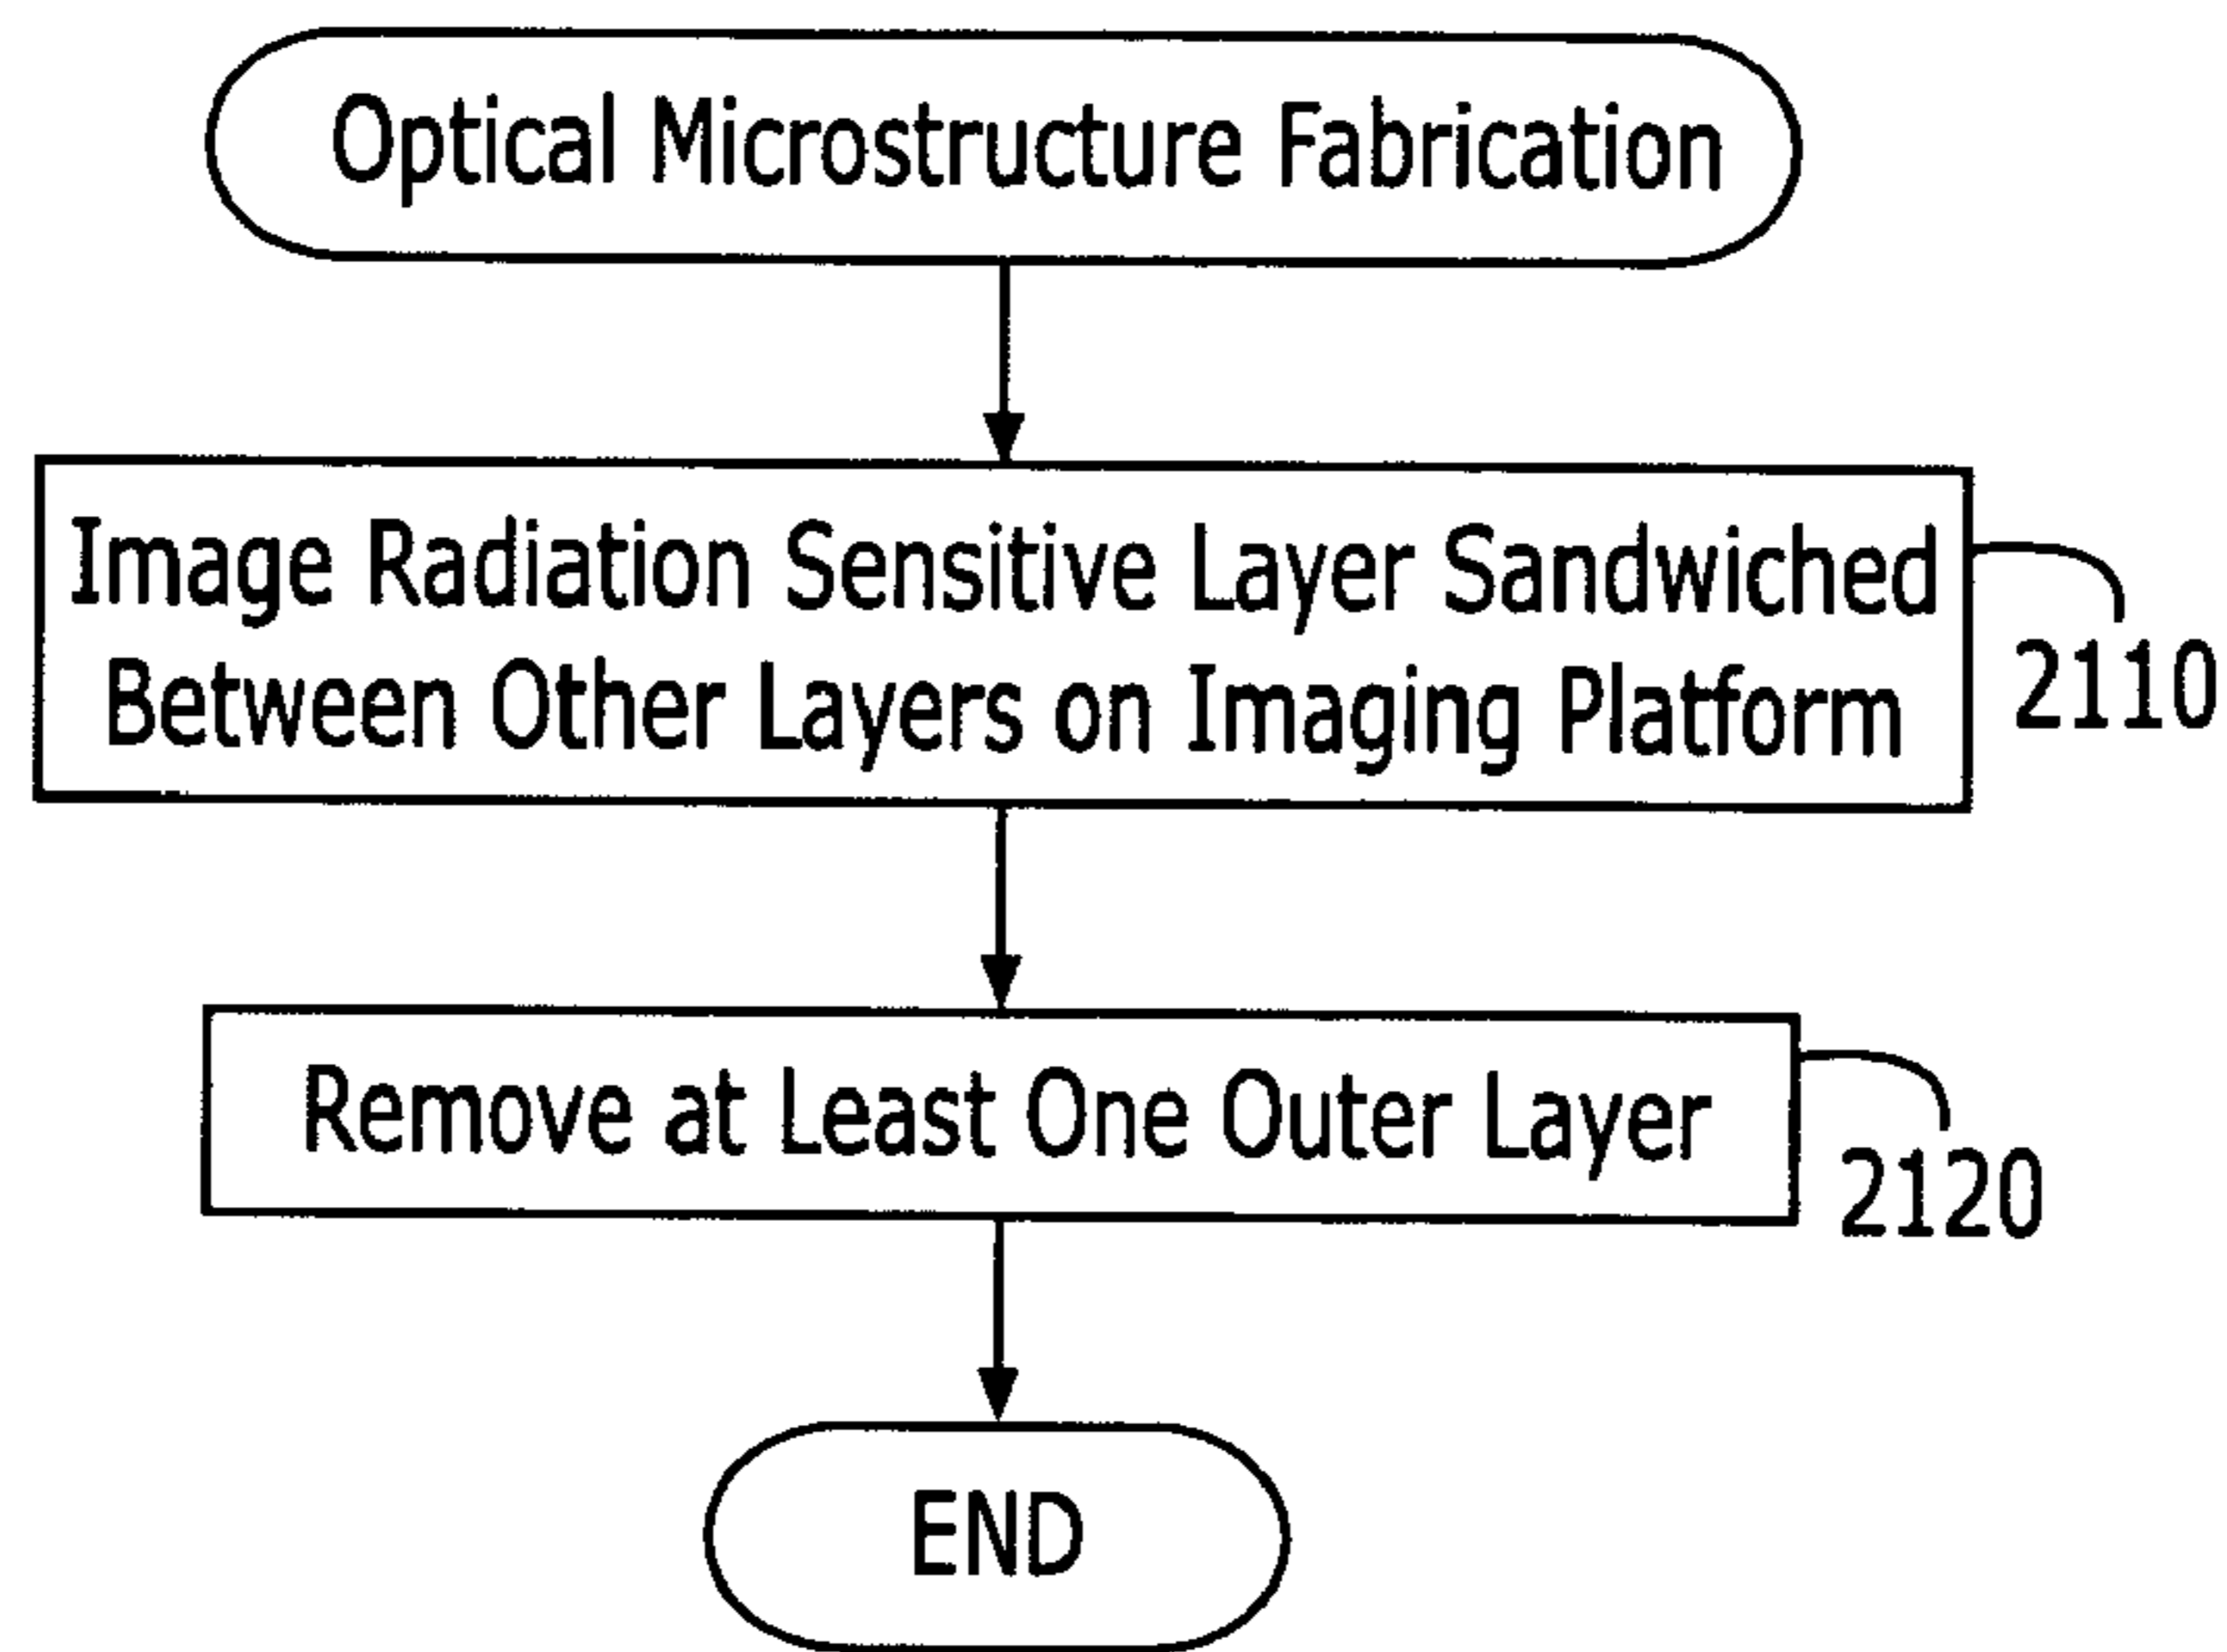 Optical Microstructure Fabrication
Image Radiation Sensitive Layer Sandwiched
Between Other Layers on Imaging Platform
2110
Remove at Least One Outer Layer
2120
END